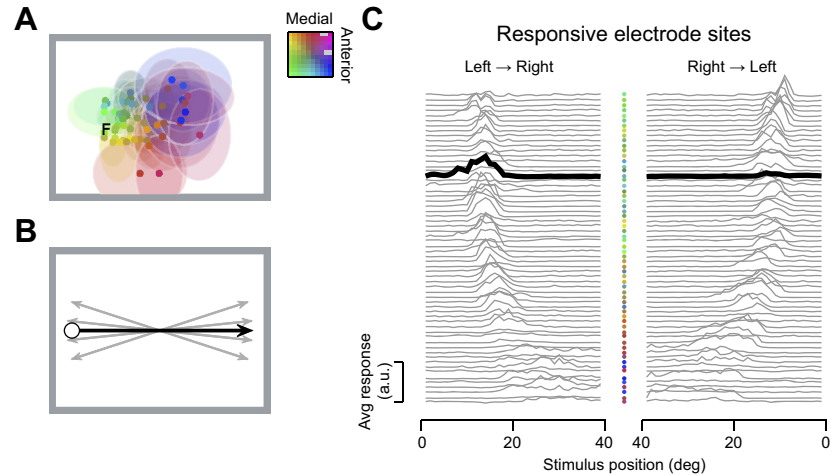 A
Medial
Anterior
F
B
C
Responsive electrode sites
Left → Right
Right → Left
Avg response
(a.u.)
0
20
40
40
20
0
Stimulus position (deg)